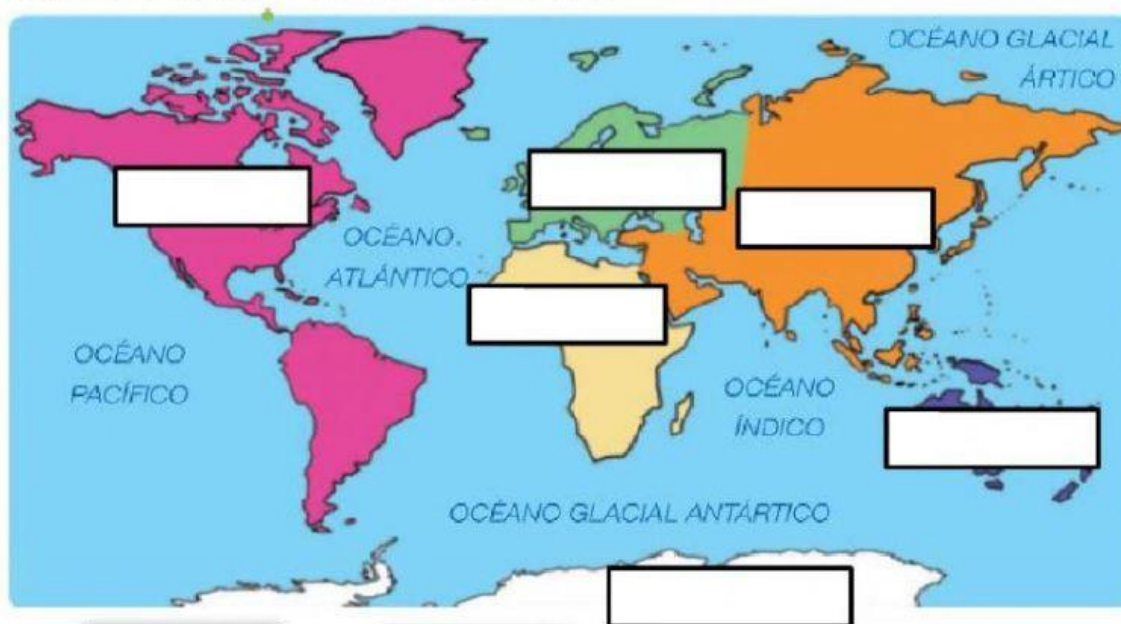 OCÉANO GLACIAL
ÁRTICO
OCÉANO.
ATLÁNTICO
OCÉANO
PACÍFICO
OCÉANO
ÍNDICO
OCÉANO GLACIAL ANTÁRTICO